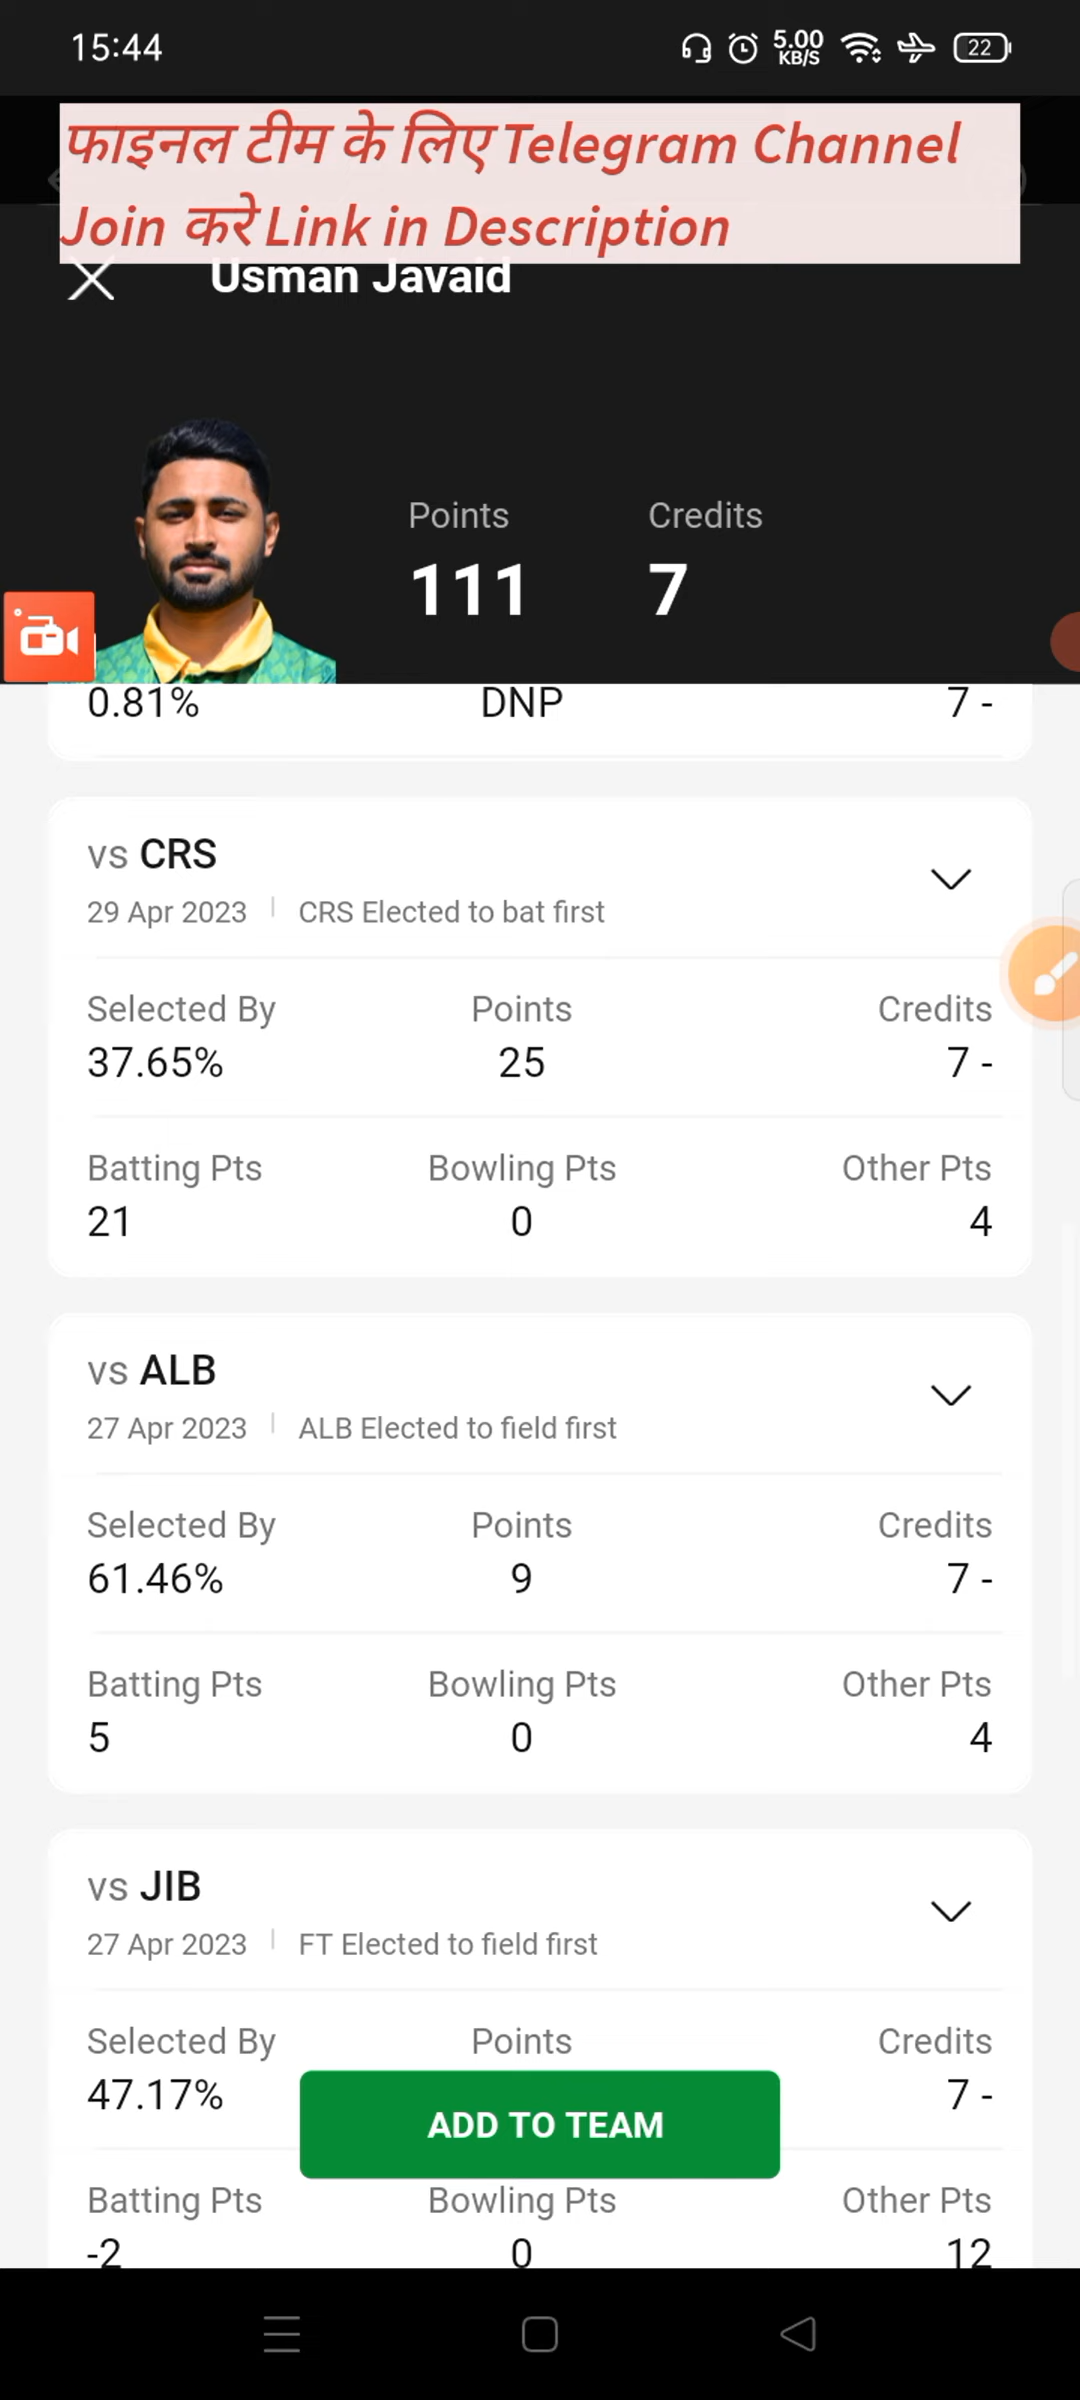 15:44
5.00
KB/S
22
फाइनल टीम के लिए Telegram Channel
Join करे Link in Description
Usman Javaid
Points Credits
111 7
0.81% DNP 7 -
vs CRS
29 Apr 2023 | CRS Elected to bat first
Selected By Points Credits
37.65% 25 7 -
Batting Pts Bowling Pts Other Pts
21 0 4
vs ALB
27 Apr 2023 | ALB Elected to field first
Selected By Points Credits
61.46% 9 7 -
Batting Pts Bowling Pts Other Pts
5 0 4
vs JIB
27 Apr 2023 | FT Elected to field first
Selected By Points Credits
47.17% 7 -
ADD TO TEAM
Batting Pts Bowling Pts Other Pts
-2 0 12